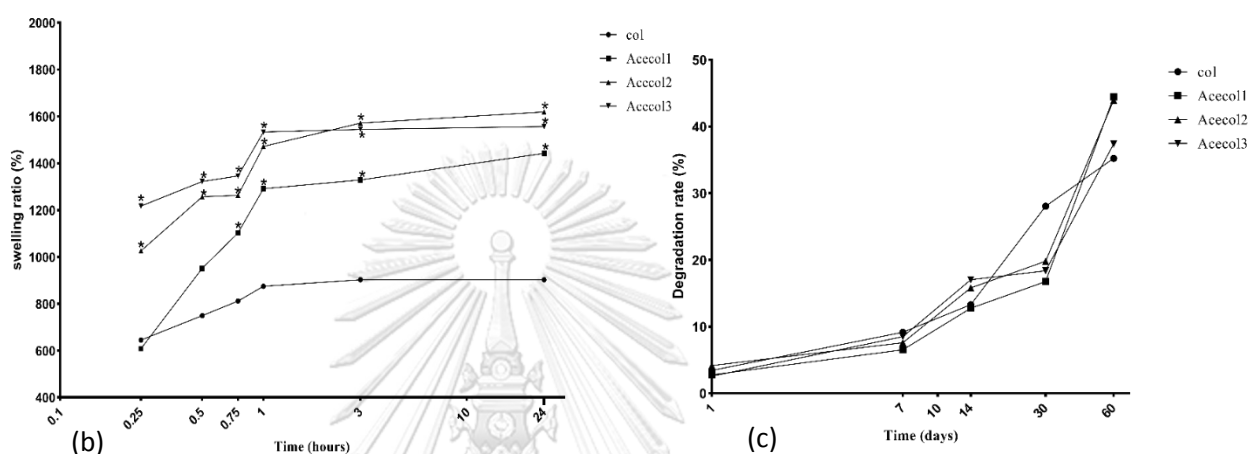 2000
1800
1600
1400
1200
1000
800
600
400
swelling ratio (%)
0.1
0.25
0.5
0.75
1
3
10
24
Time (hours)
(b)
col
Acecol1
Acecol2
Acecol3
* * * * * *
* * * * * *
* * * *
50
40
30
20
10
0
Degradation rate (%)
1
7
10
14
30
60
Time (days)
(c)
col
Acecol1
Acecol2
Acecol3